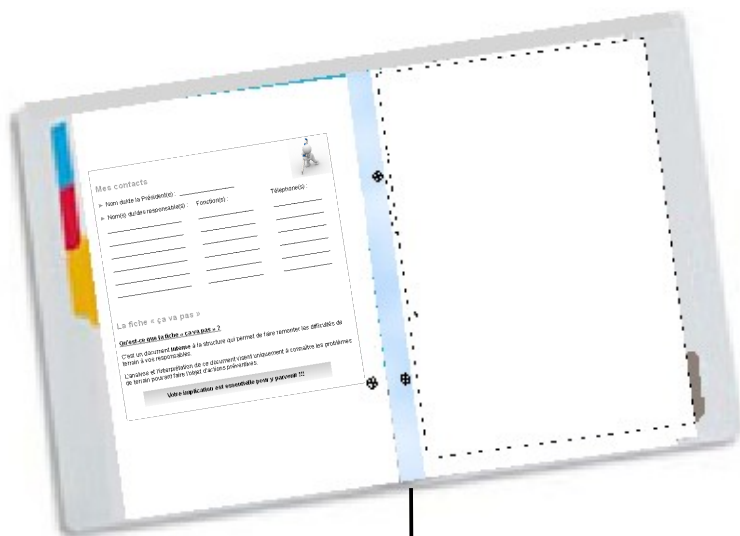 Mes contacts
► Nom du/de la Président(e) :
► Nom(s) du/des responsable(s) : Fonction(s) : Téléphone(s) :
La fiche « ça va pas »
Qu'est-ce que la fiche « ça va pas » ?
C'est un document interne à la structure qui permet de faire remonter les difficultés de
terrain à vos responsables.
L'analyse et l'interprétation de ce document visent uniquement à connaître les problèmes
de terrain pouvant faire l'objet d'actions préventives.
Votre implication est essentielle pour y parvenir !!!